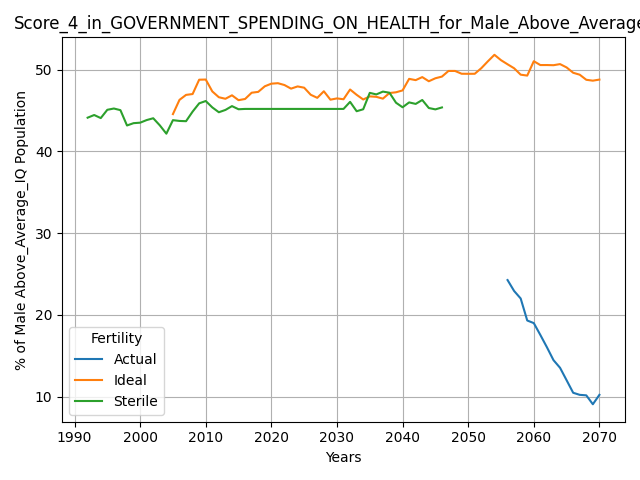 Score_4_in_GOVERNMENT_SPENDING_ON_HEALTH_for_Male_Above_Average
% of Male Above_Average_IQ Population
50
40
30
20
10
Fertility
Actual
Ideal
Sterile
1990 2000 2010 2020 2030 2040 2050 2060 2070
Years